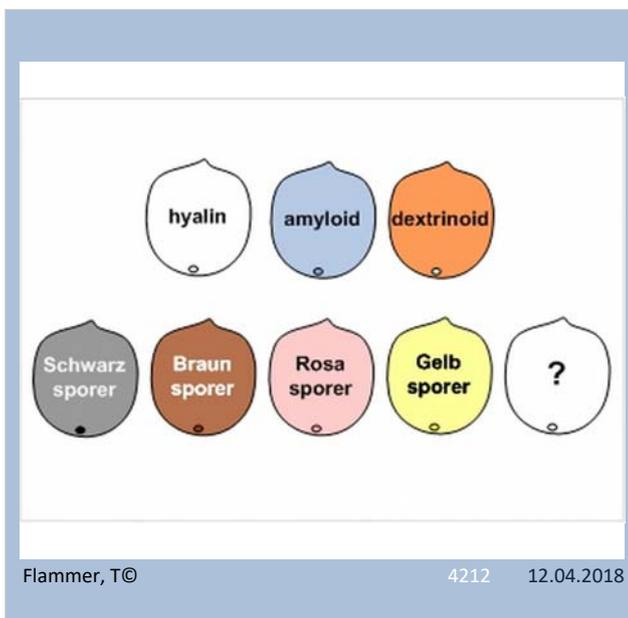 hyalin
amyloid
dextrinoid
Schwarz
sporer
Braun
sporer
Rosa
sporer
Gelb
sporer
?
Flammer, T© 4212 12.04.2018